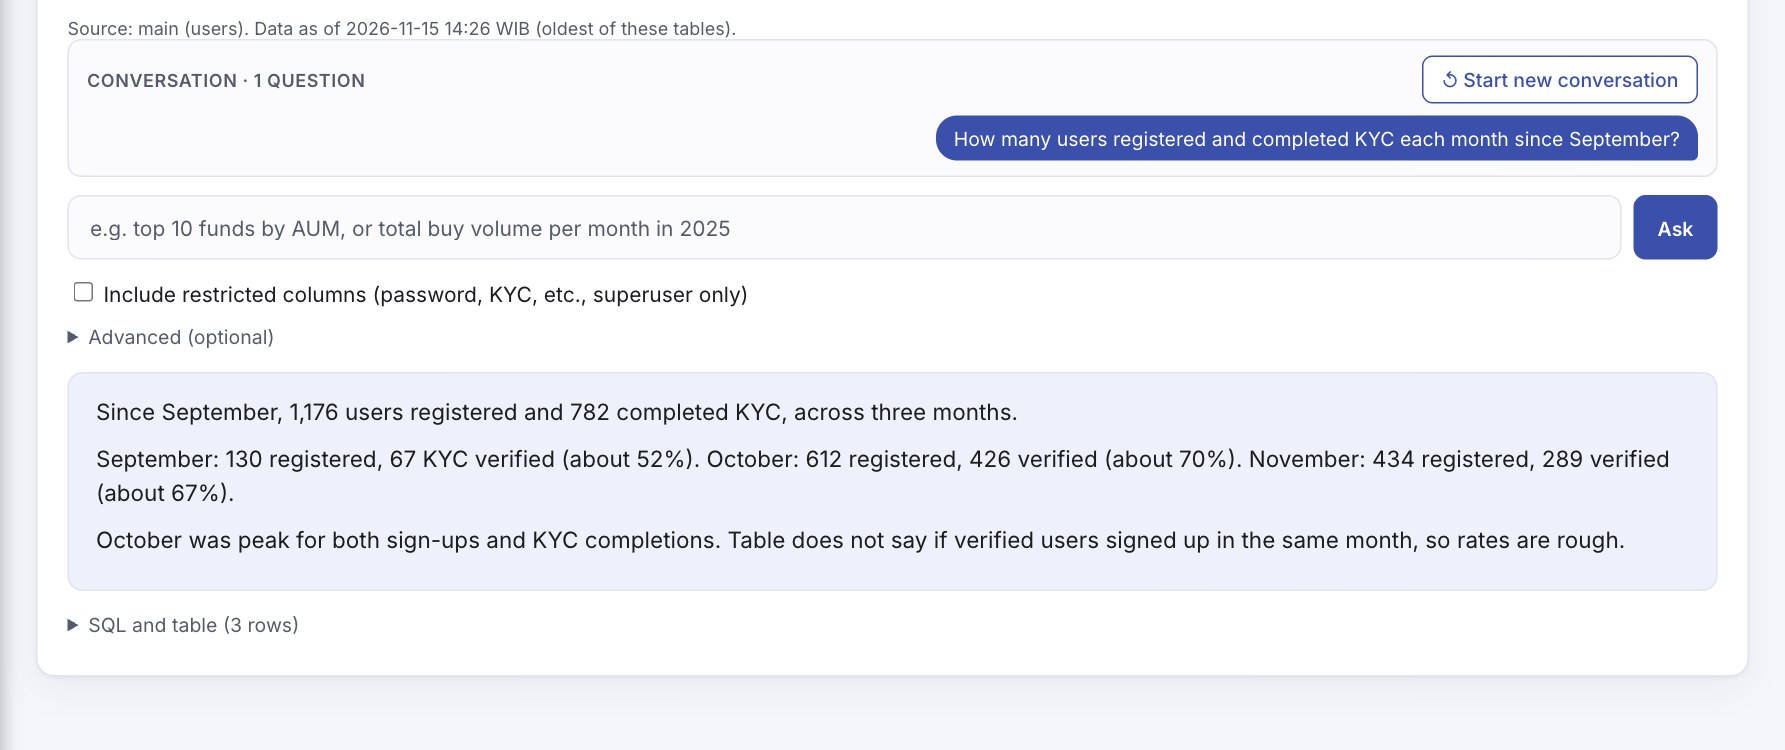 Source: main (users). Data as of 2026-11-15 14:26 WIB (oldest of these tables).
CONVERSATION · 1 QUESTION
↺ Start new conversation
How many users registered and completed KYC each month since September?
e.g. top 10 funds by AUM, or total buy volume per month in 2025
Ask
Include restricted columns (password, KYC, etc., superuser only)
Advanced (optional)
Since September, 1,176 users registered and 782 completed KYC, across three months.
September: 130 registered, 67 KYC verified (about 52%). October: 612 registered, 426 verified (about 70%). November: 434 registered, 289 verified
(about 67%).
October was peak for both sign-ups and KYC completions. Table does not say if verified users signed up in the same month, so rates are rough.
SQL and table (3 rows)